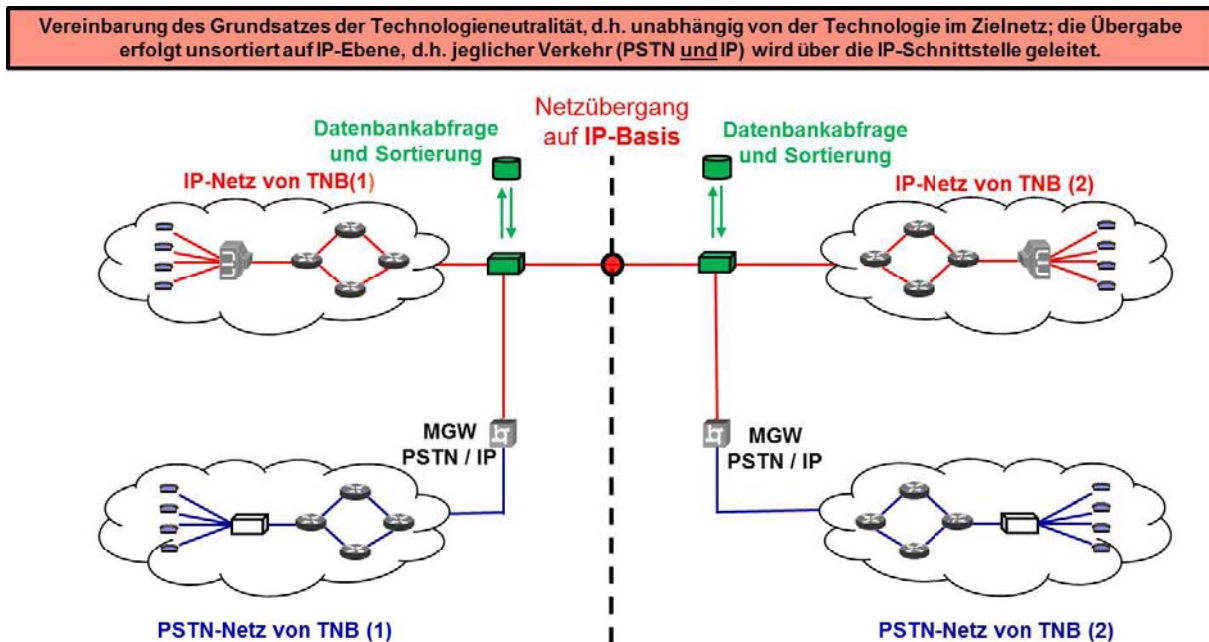 Vereinbarung des Grundsatzes der Technologieneutralität, d.h. unabhängig von der Technologie im Zielnetz; die Übergabe
erfolgt unsortiert auf IP-Ebene, d.h. jeglicher Verkehr (PSTN und IP) wird über die IP-Schnittstelle geleitet.
Netzübergang
auf IP-Basis
Datenbankabfrage
und Sortierung
Datenbankabfrage
und Sortierung
IP-Netz von TNB(1)
IP-Netz von TNB (2)
MGW
PSTN / IP
MGW
PSTN / IP
PSTN-Netz von TNB (1)
PSTN-Netz von TNB (2)